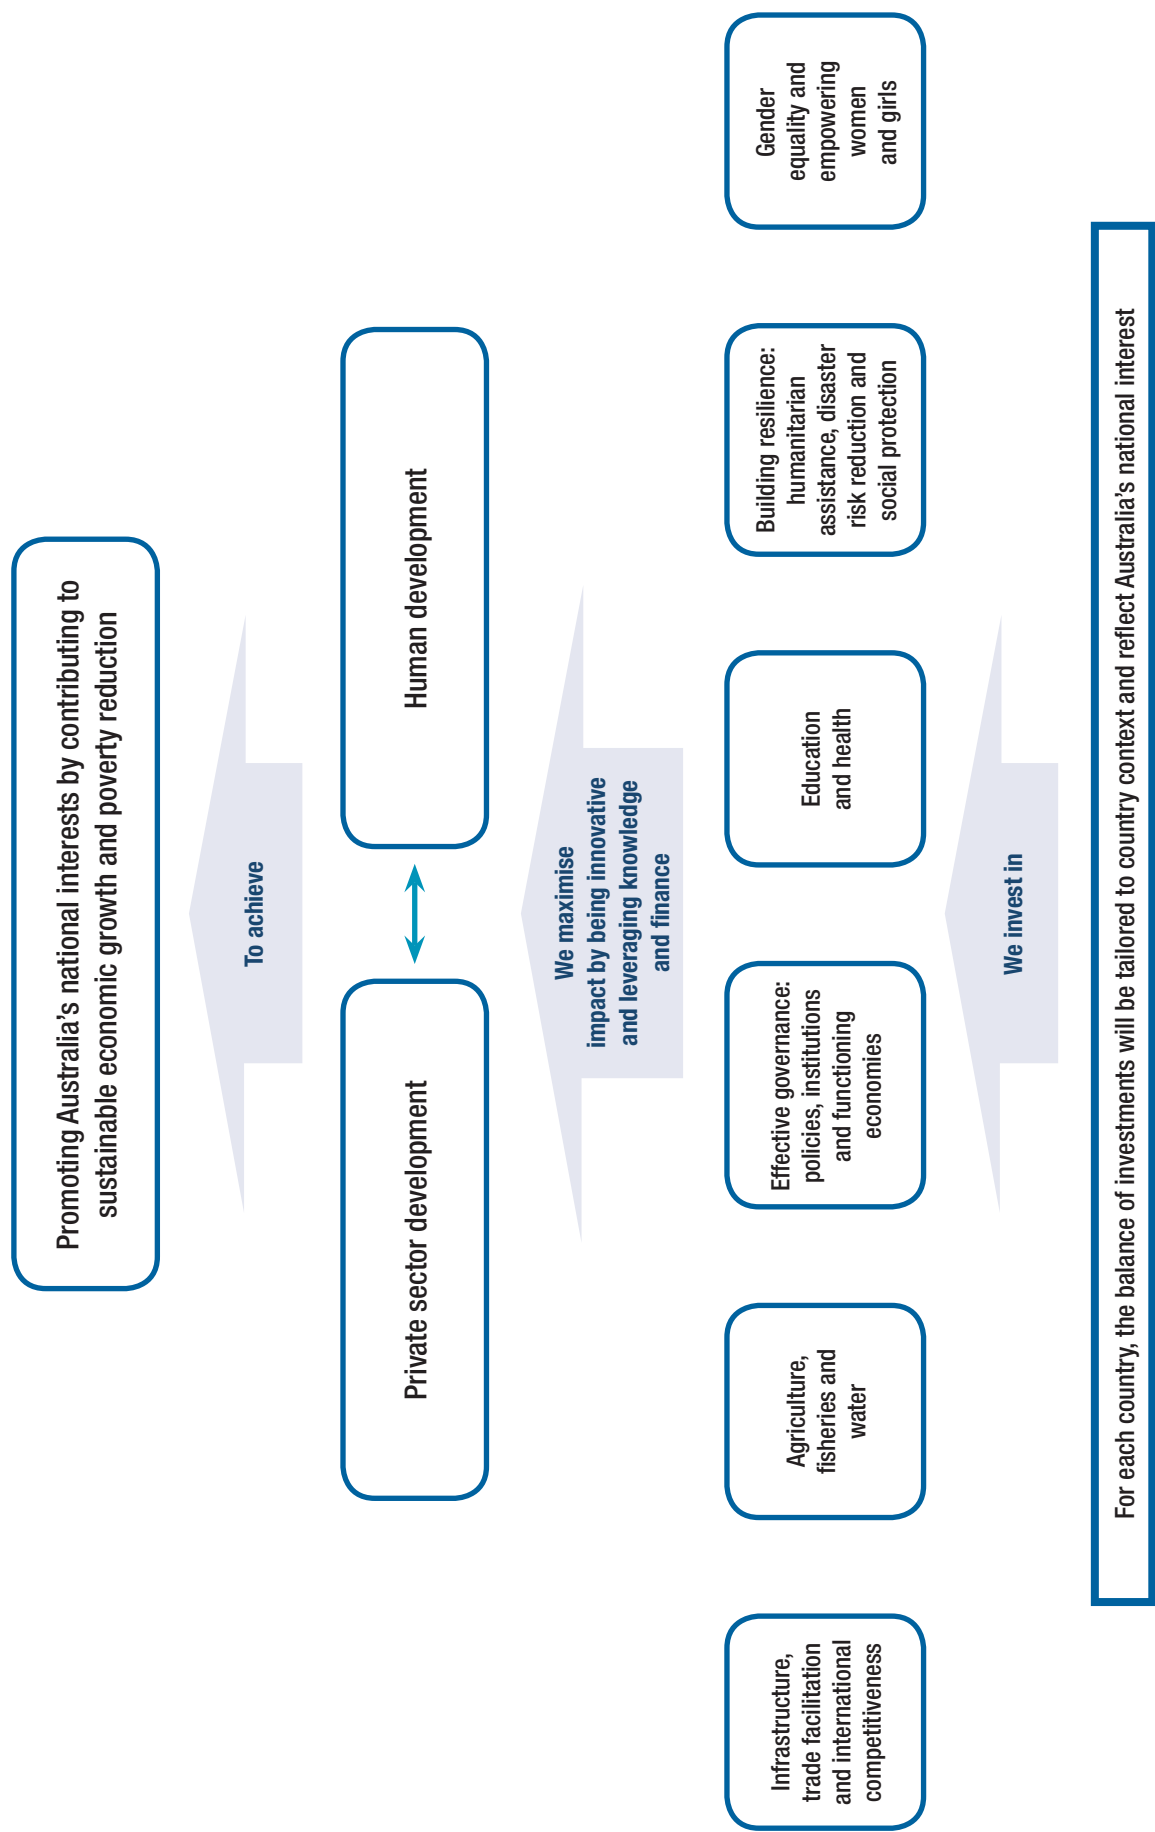 Promoting Australia's national interests by contributing to
sustainable economic growth and poverty reduction
To achieve
Private sector development
Human development
We maximise
impact by being innovative
and leveraging knowledge
and finance
Infrastructure,
trade facilitation
and international
competitiveness
Agriculture,
fisheries and
water
Effective governance:
policies, institutions
and functioning
economies
Education
and health
Building resilience:
humanitarian
assistance, disaster
risk reduction and
social protection
Gender
equality and
empowering
women
and girls
We invest in
For each country, the balance of investments will be tailored to country context and reflect Australia's national interest